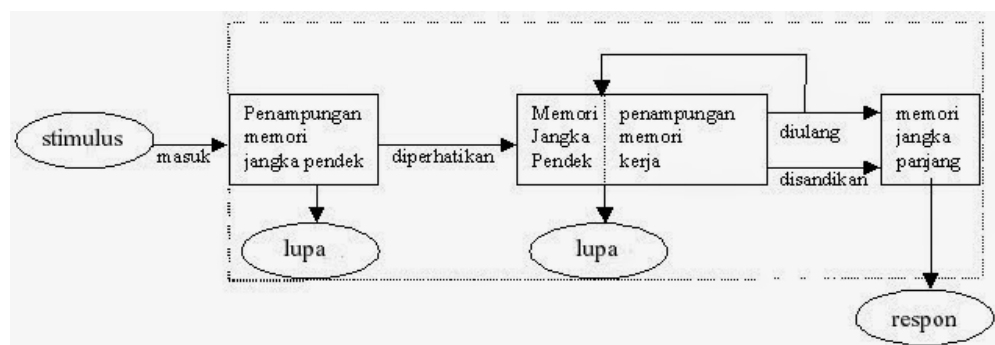 stimulus
masuk
Penampungan
memori
jangka pendek
diperhatikan
Memori
Jangka
Pendek
penampungan
memori
kerja
diulang
disandikan
memori
jangka
panjang
lupa
lupa
respon